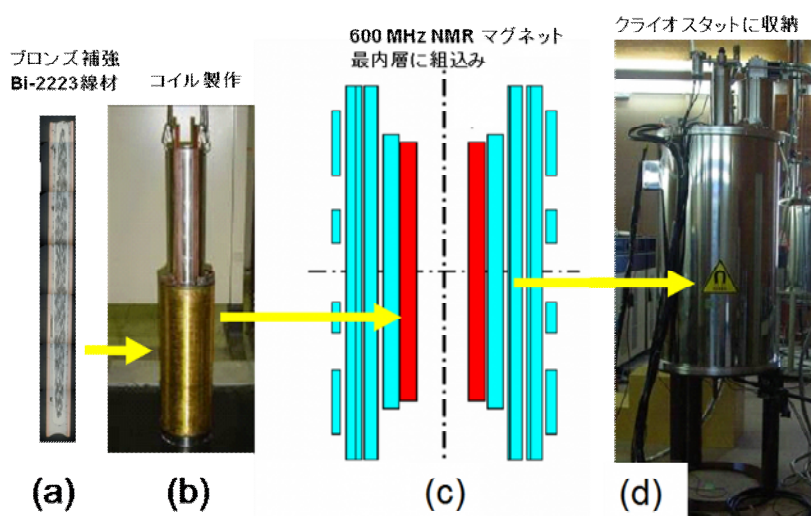 ブロンズ補強
Bi-2223線材
コイル製作
600 MHz NMR マグネット
最内層に組込み
クライオスタットに収納
(a)
(b)
(c)
(d)